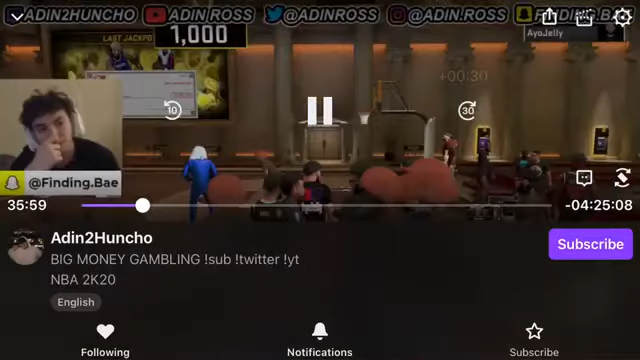 ADIN2HUNCHO ADIN ROSS @ADINROSS ADIN.ROSS FINDING.BAE
LAST JACKPO
1,000
AyoJelly
+00:30
10
30
@Finding.Bae
35:59
-04:25:08
Adin2Huncho
Subscribe
BIG MONEY GAMBLING !sub !twitter !yt
NBA 2K20
English
Following
Notifications
Subscribe